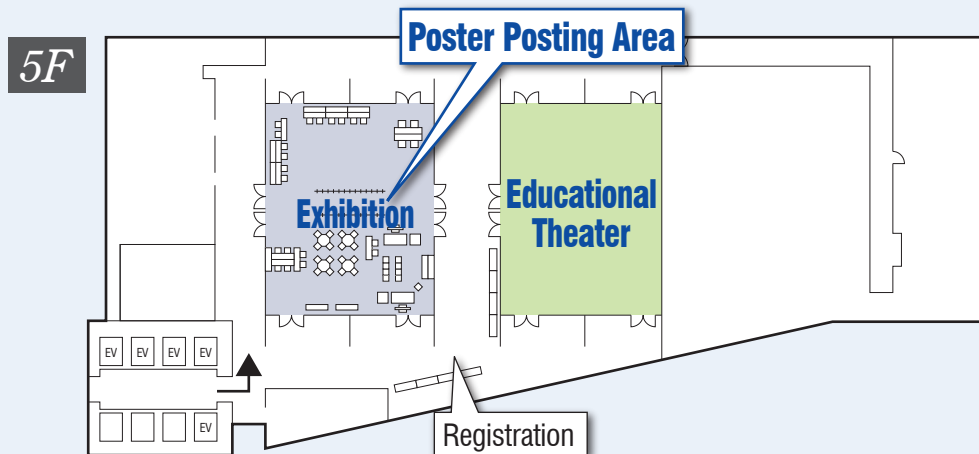 5F
Poster Posting Area
Exhibition
Educational
Theater
EV
EV
EV
EV
EV
Registration